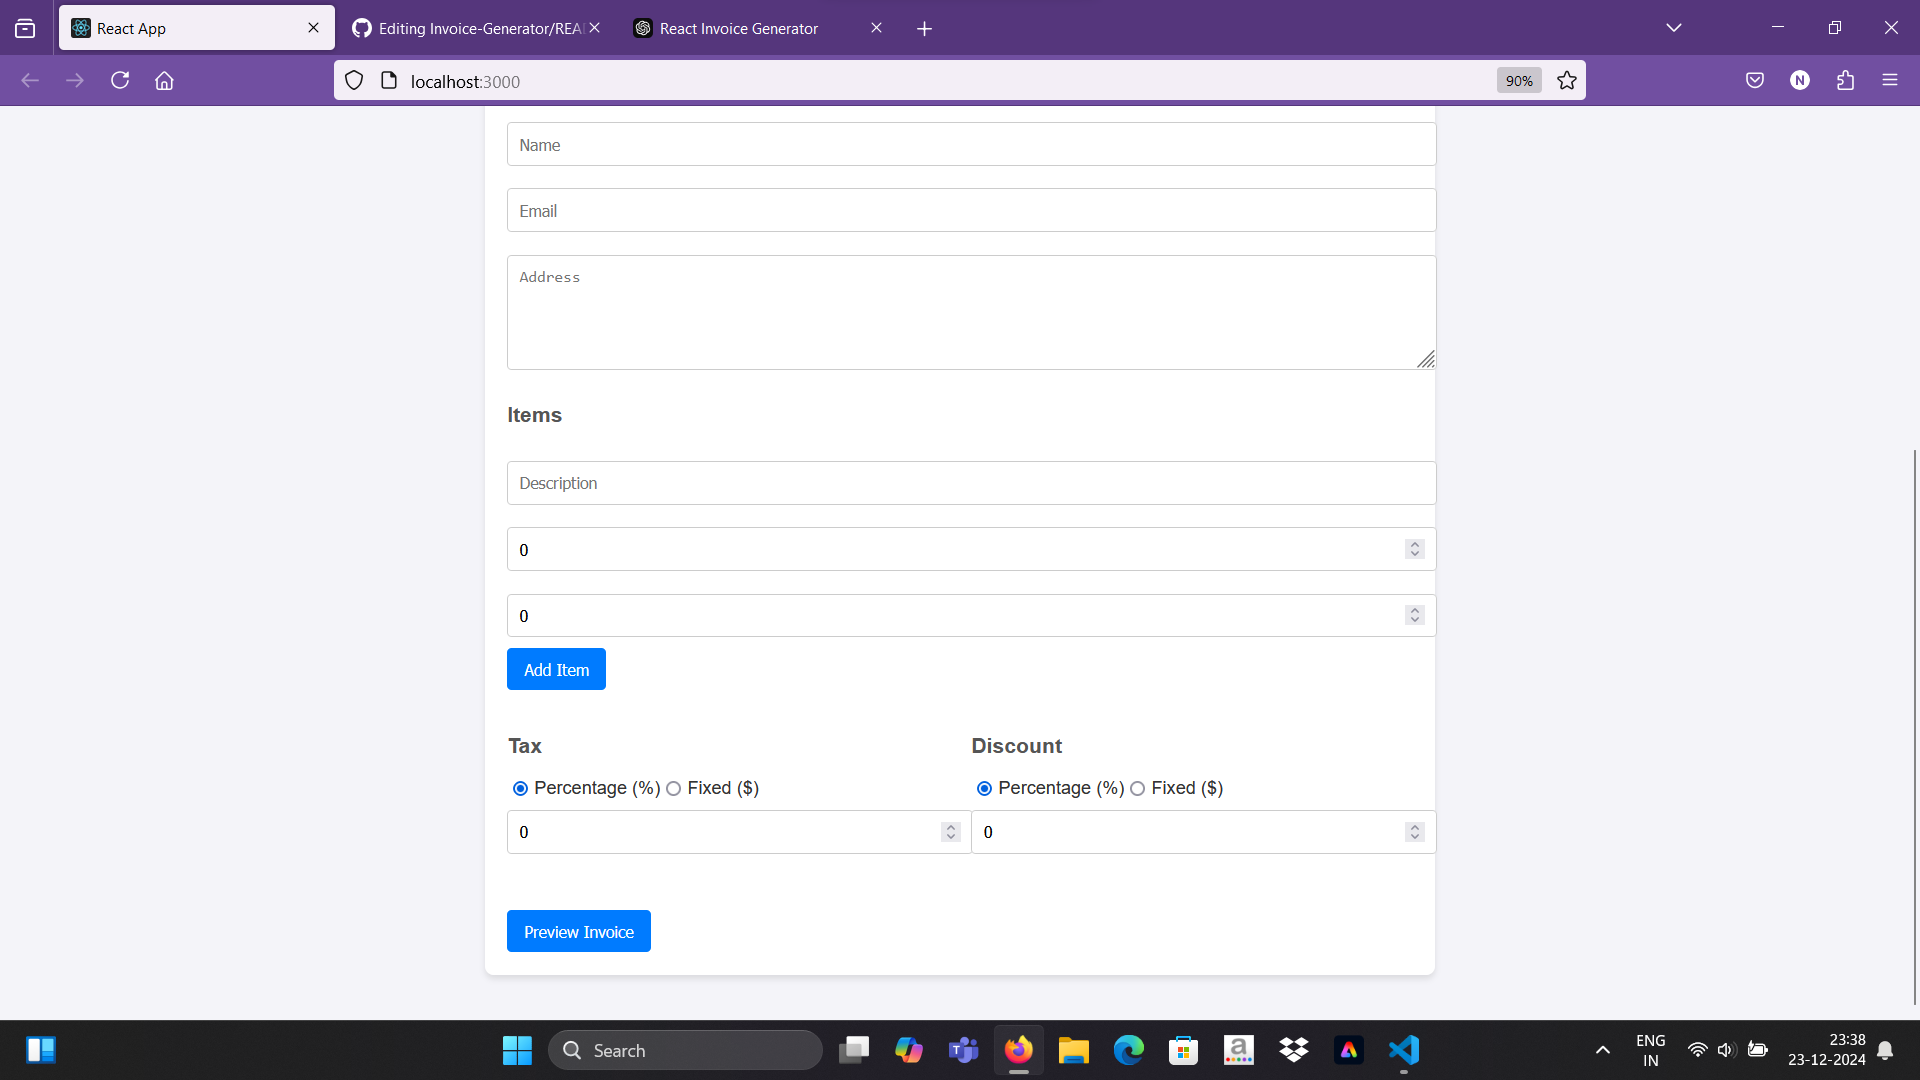 React App
Editing Invoice-Generator/REA
React Invoice Generator
localhost:3000
90%
N
Name
Email
Address
Items
Description
0
0
Add Item
Tax
Discount
Percentage (%) Fixed ($)
Percentage (%) Fixed ($)
0
0
Preview Invoice
Search
T
a
ENG
IN
23:38
23-12-2024